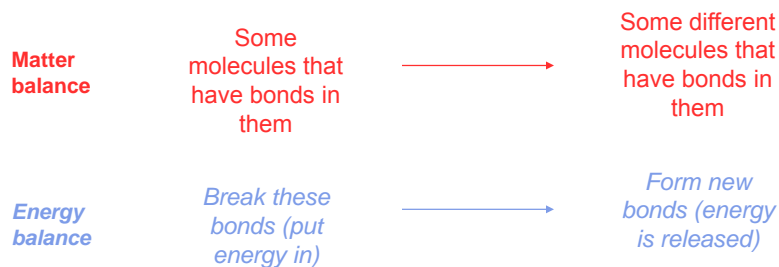 Matter
balance
Some
molecules that
have bonds in
them
Some different
molecules that
have bonds in
them
Energy
balance
Break these
bonds (put
energy in)
Form new
bonds (energy
is released)